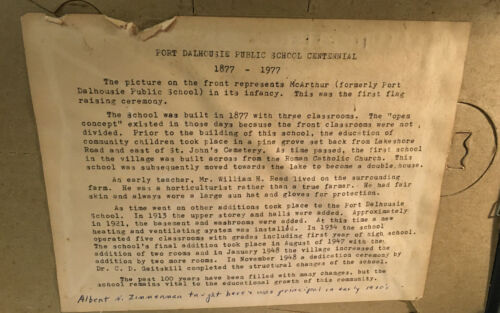 PORT DALHOUSIE PUBLIC SCHOOL CENTENNIAL
1877 - 1977
The picture on the front represents McArthur (formerly Port
Dalhousie Public School) in its infancy. This was the first flag
raising ceremony.
The school was built in 1877 with three classrooms. The "open
concept" existed in those days because the front classrooms were not
divided. Prior to the building of this school, the education of
community children took place in a pine grove set back from Lakeshore
Road and east of St. John's Cemetery. As time passed, the first school
in the village was built across from the Roman Catholic Church. This
school was subsequently moved towards the lake to become a double house.
An early teacher, Mr. William H. Read lived on the surrounding
farm. He was a horticulturist rather than a true farmer. He had fair
skin and always wore a large sun hat and gloves for protection.
As time went on other additions took place to the Port Dalhousie
School. In 1913 the upper storey and halls were added. Approximately
in 1921, the basement and washrooms were added. At this time a new
heating and ventilating system was installed. In 1934 the school
operated five classrooms with grades including first year of high school.
The school's final addition took place in August of 1947 with the
addition of two rooms and in January 1948 the village increased the
addition by two more rooms. In November 1948 a dedication ceremony by
Dr. C. D. Gaitskill completed the structural changes of the school.
The past 100 years have been filled with many changes, but the
school remains vital to the educational growth of this community.
Albert N. Zimmerman taught here & was principal in early